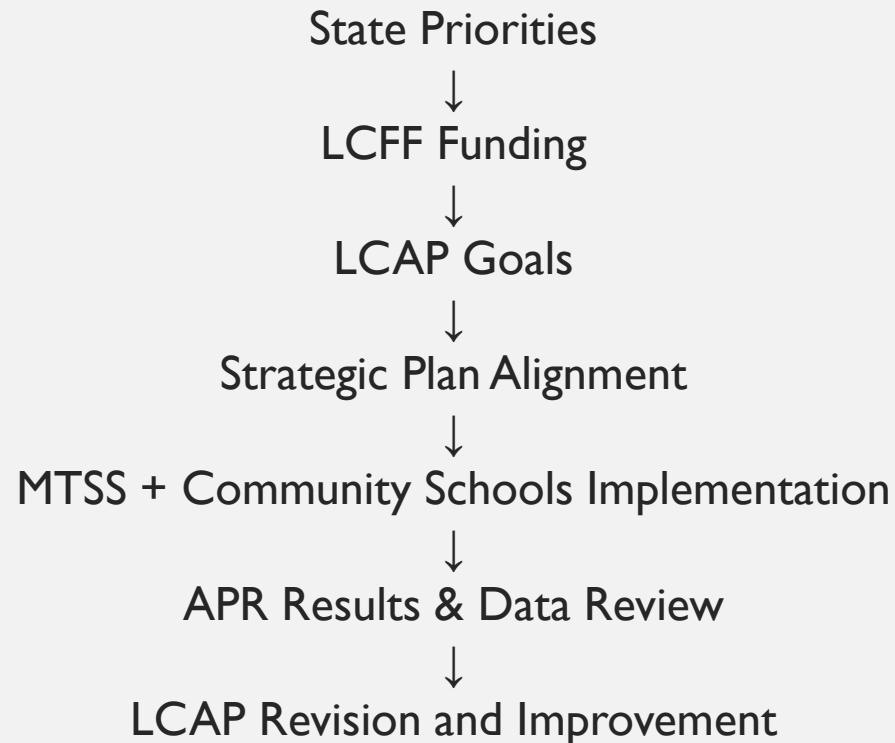 State Priorities
↓
LCFF Funding
↓
LCAP Goals
↓
Strategic Plan Alignment
↓
MTSS + Community Schools Implementation
↓
APR Results & Data Review
↓
LCAP Revision and Improvement